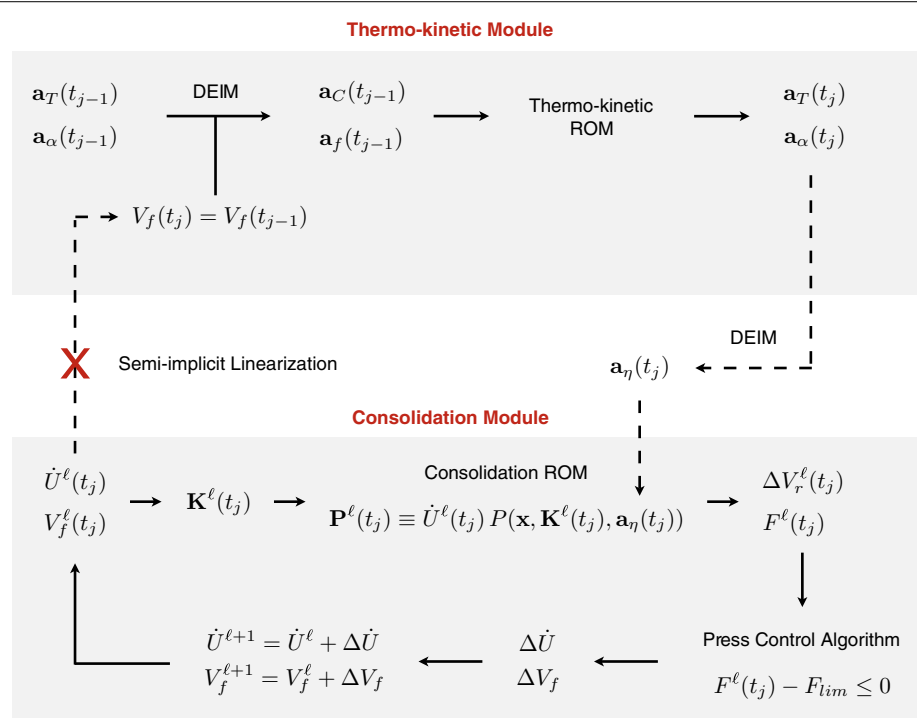 Thermo-kinetic Module
𝐚_T(t_{j−1})
𝐚_α(t_{j−1})
DEIM
𝐚_C(t_{j−1})
𝐚_f(t_{j−1})
Thermo-kinetic
ROM
𝐚_T(t_j)
𝐚_α(t_j)
V_f(t_j) = V_f(t_{j−1})
X
Semi-implicit Linearization
DEIM
𝐚_η(t_j)
Consolidation Module
U̇^ℓ(t_j)
V_f^ℓ(t_j)
𝐊^ℓ(t_j)
Consolidation ROM
𝐏^ℓ(t_j) ≡ U̇^ℓ(t_j) P(𝐱, 𝐊^ℓ(t_j), 𝐚_η(t_j))
ΔV_r^ℓ(t_j)
F^ℓ(t_j)
U̇^{ℓ+1} = U̇^ℓ + ΔU̇
V_f^{ℓ+1} = V_f^ℓ + ΔV_f
ΔU̇
ΔV_f
Press Control Algorithm
F^ℓ(t_j) − F_{lim} ≤ 0